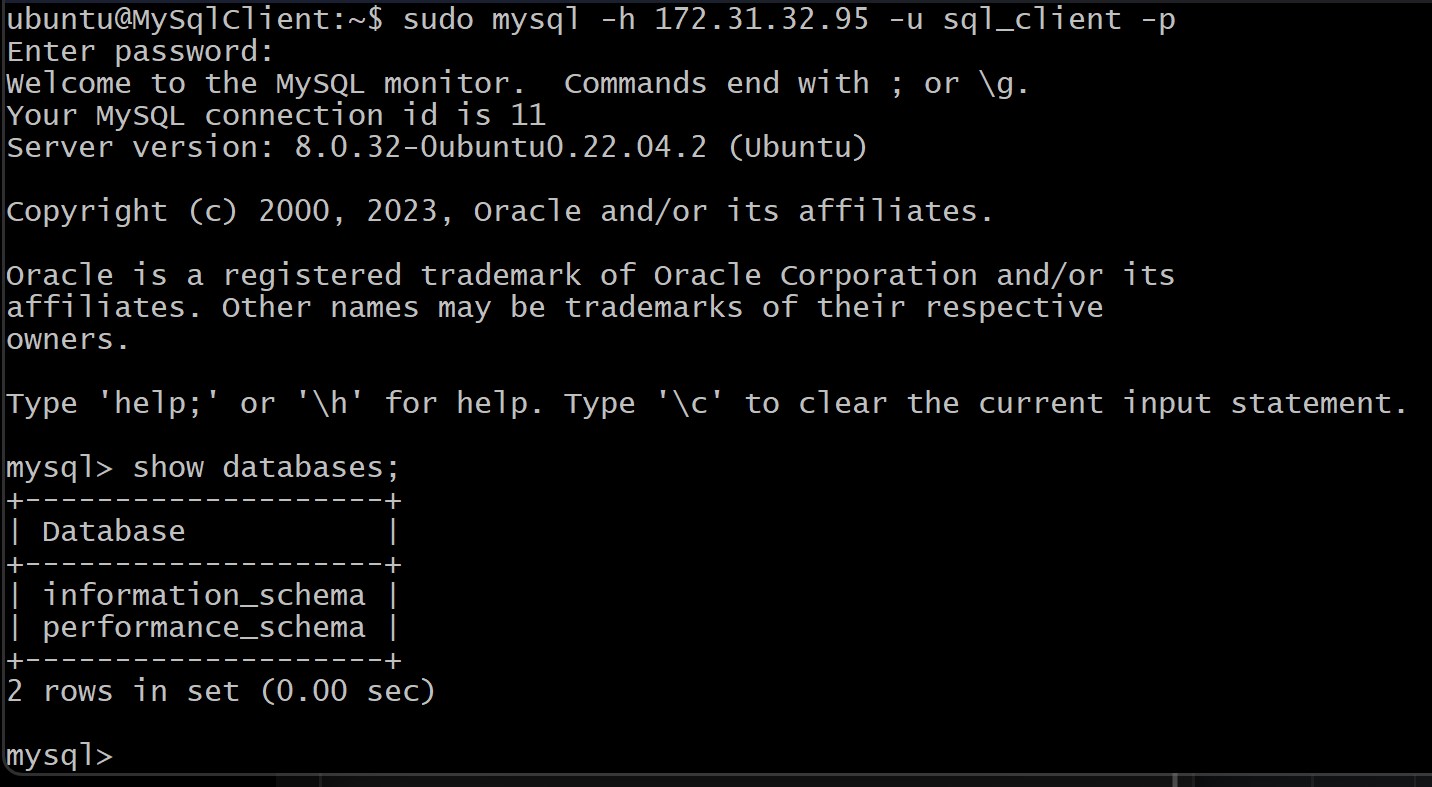 ubuntu@MySqlClient:~$ sudo mysql -h 172.31.32.95 -u sql_client -p
Enter password:
Welcome to the MySQL monitor.  Commands end with ; or \g.
Your MySQL connection id is 11
Server version: 8.0.32-0ubuntu0.22.04.2 (Ubuntu)

Copyright (c) 2000, 2023, Oracle and/or its affiliates.

Oracle is a registered trademark of Oracle Corporation and/or its
affiliates. Other names may be trademarks of their respective
owners.

Type 'help;' or '\h' for help. Type '\c' to clear the current input statement.

mysql> show databases;
+--------------------+
| Database           |
+--------------------+
| information_schema |
| performance_schema |
+--------------------+
2 rows in set (0.00 sec)

mysql>